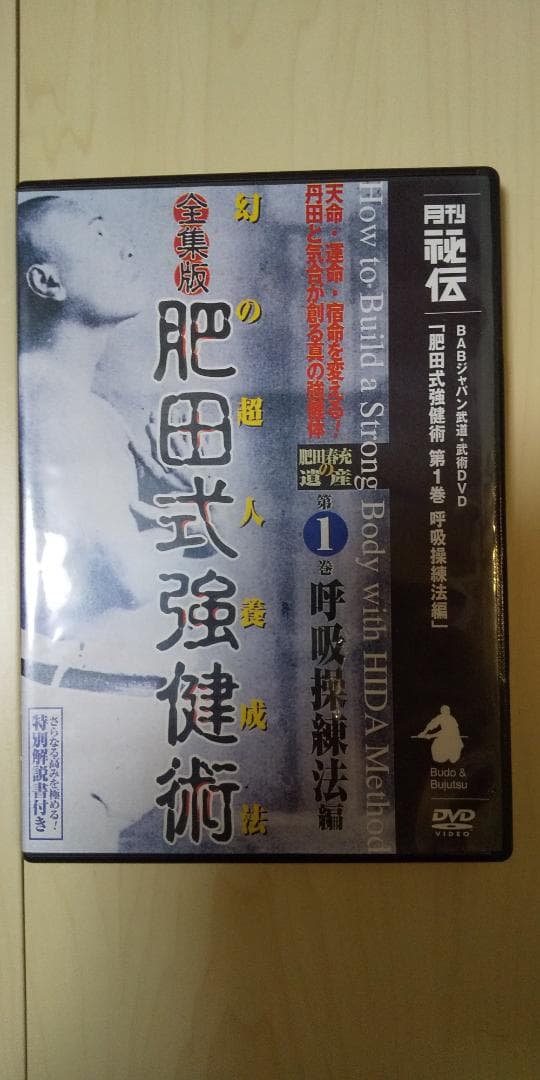 月刊
秘伝
BABジャパン武道・武術DVD
「肥田式強健術 第1巻 呼吸操練法編」
Budo &
Bujutsu
DVD
VIDEO
How to Build a Strong Body with HIDA Method
天命・運命・宿命を変える!
丹田と気合が創る真の強健体
肥田春充
の
遺産
第
1
巻
呼吸操練法編
幻の超人養成法
全集版
肥田式強健術
さらなる高みを極める!
特別解説書付き